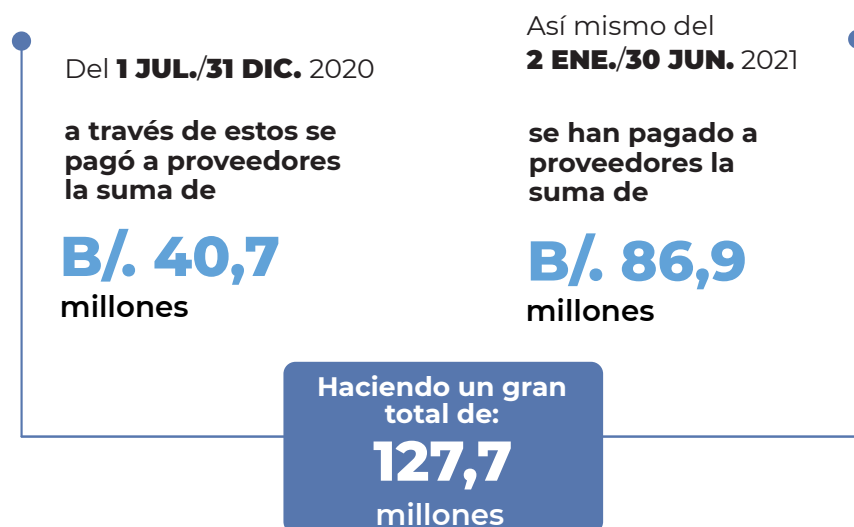 Del 1 JUL./31 DIC. 2020
a través de estos se
pagó a proveedores
la suma de
B/. 40,7
millones
Así mismo del
2 ENE./30 JUN. 2021
se han pagado a
proveedores la
suma de
B/. 86,9
millones
Haciendo un gran
total de:
127,7
millones